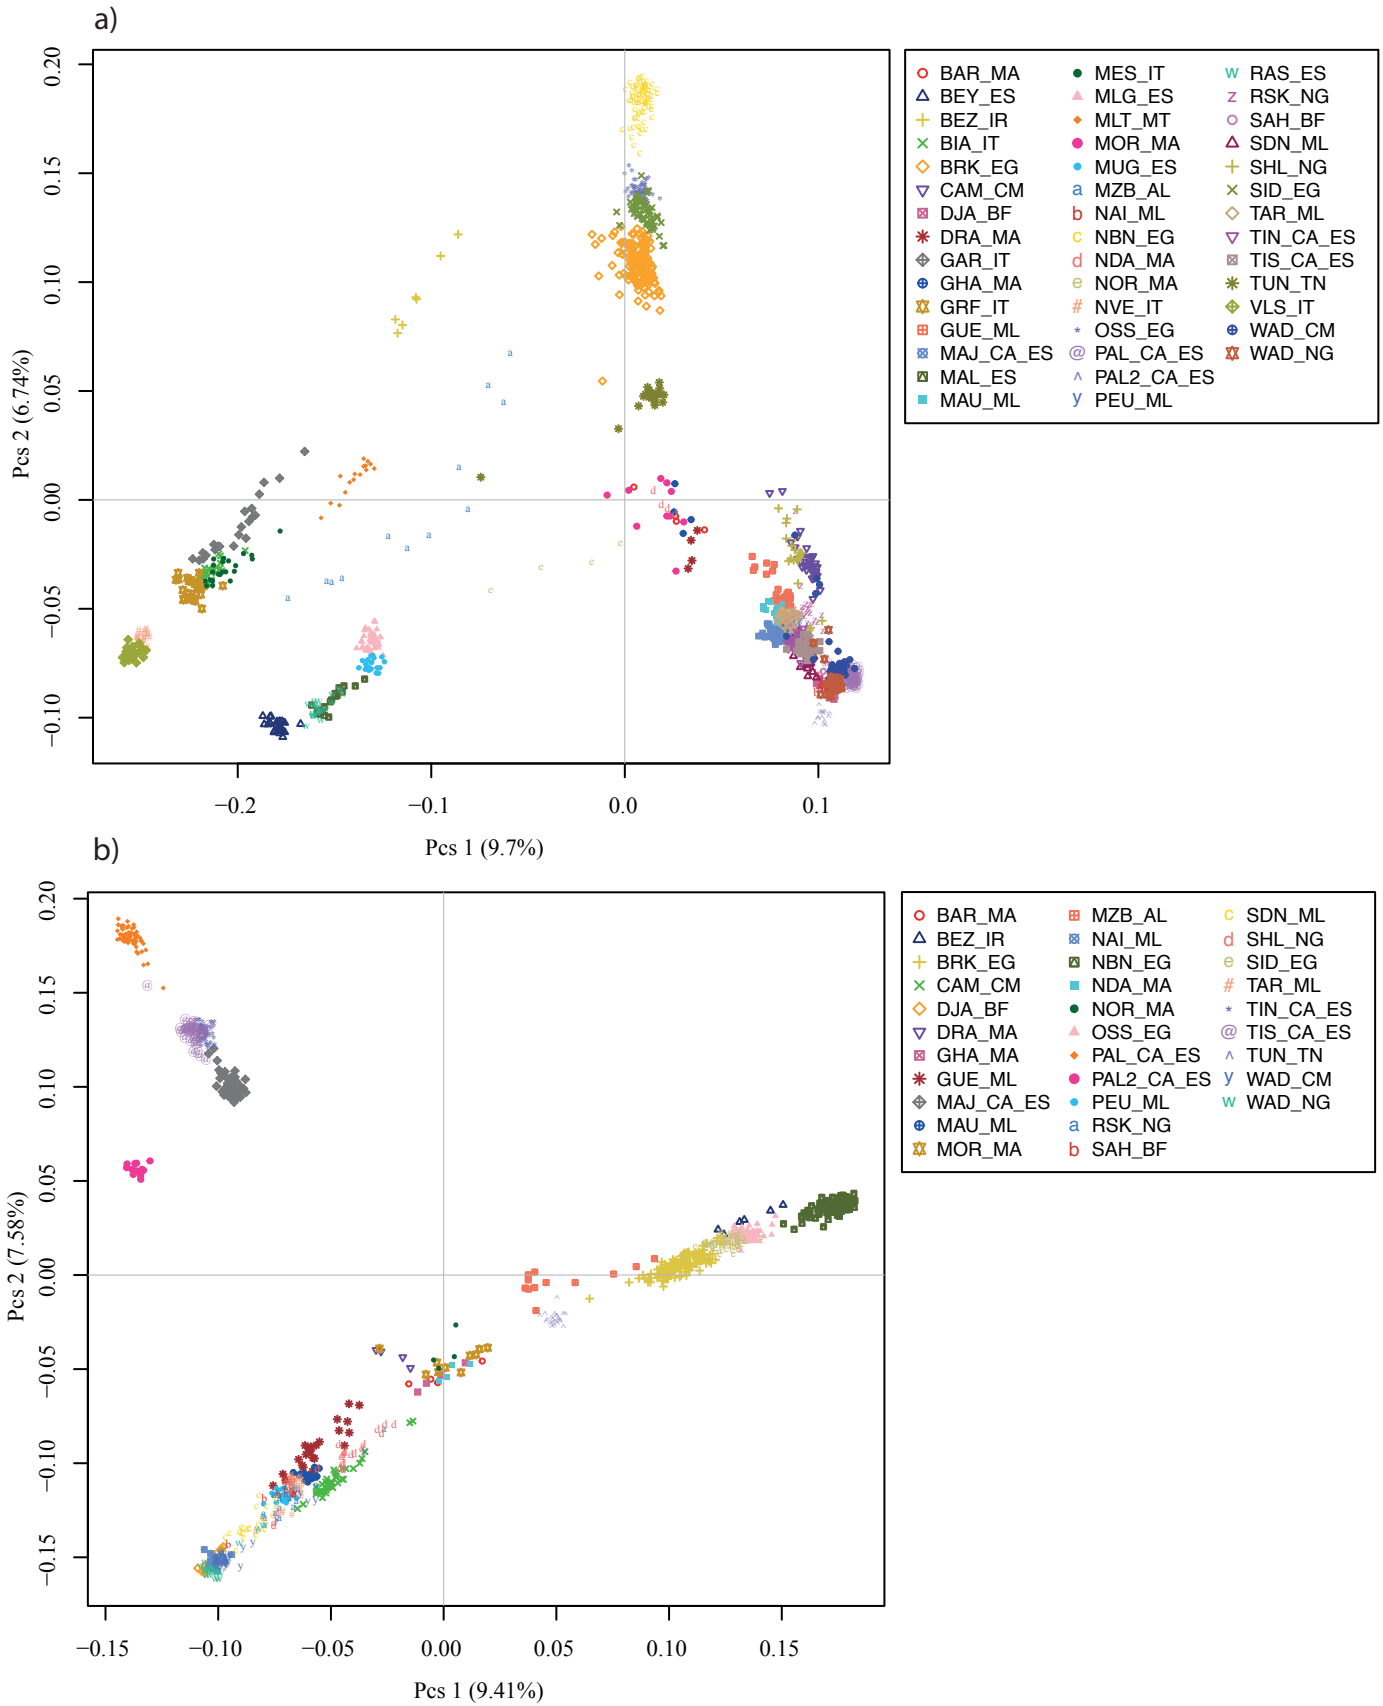 a)
0.20
0.15
0.10
0.05
0.00
−0.05
−0.10
Pcs 2 (6.74%)
−0.2
−0.1
0.0
0.1
Pcs 1 (9.7%)
BAR_MA
BEY_ES
BEZ_IR
BIA_IT
BRK_EG
CAM_CM
DJA_BF
DRA_MA
GAR_IT
GHA_MA
GRF_IT
GUE_ML
MAJ_CA_ES
MAL_ES
MAU_ML
MES_IT
MLG_ES
MLT_MT
MOR_MA
MUG_ES
a MZB_AL
b NAI_ML
c NBN_EG
d NDA_MA
e NOR_MA
# NVE_IT
* OSS_EG
@ PAL_CA_ES
^ PAL2_CA_ES
y PEU_ML
w RAS_ES
z RSK_NG
SAH_BF
SDN_ML
SHL_NG
SID_EG
TAR_ML
TIN_CA_ES
TIS_CA_ES
TUN_TN
VLS_IT
WAD_CM
WAD_NG
b)
0.20
0.15
0.10
0.05
0.00
−0.05
−0.10
−0.15
Pcs 2 (7.58%)
−0.15
−0.10
−0.05
0.00
0.05
0.10
0.15
Pcs 1 (9.41%)
BAR_MA
BEZ_IR
BRK_EG
CAM_CM
DJA_BF
DRA_MA
GHA_MA
GUE_ML
MAJ_CA_ES
MAU_ML
MOR_MA
MZB_AL
NAI_ML
NBN_EG
NDA_MA
NOR_MA
OSS_EG
PAL_CA_ES
PAL2_CA_ES
PEU_ML
a RSK_NG
b SAH_BF
c SDN_ML
d SHL_NG
e SID_EG
# TAR_ML
* TIN_CA_ES
@ TIS_CA_ES
^ TUN_TN
y WAD_CM
w WAD_NG